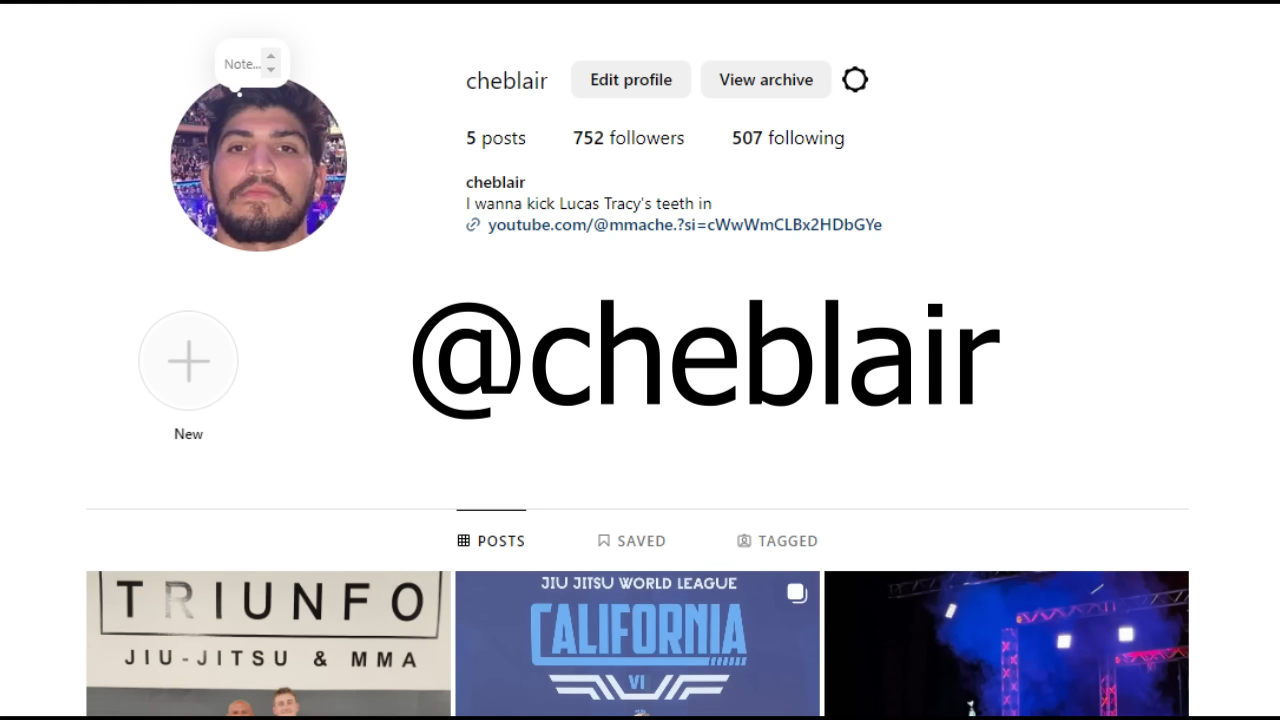 Note...
cheblair Edit profile View archive
5 posts 752 followers 507 following
cheblair
I wanna kick Lucas Tracy's teeth in
youtube.com/@mmache.?si=cWwWmCLBx2HDbGYe
@cheblair
New
POSTS SAVED TAGGED
TRIUNFO
JIU-JITSU & MMA
JIU JITSU WORLD LEAGUE
CALIFORNIA
VI